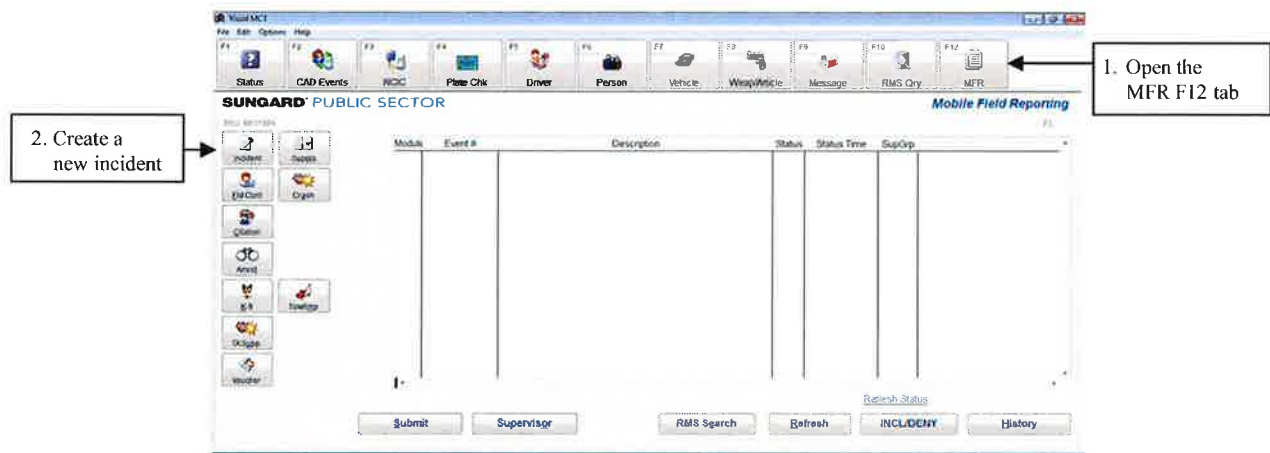 Visual MCT
File Edit Options Help
F1 F2 F3 F4 F5 F6 F7 F8 F9 F10 F12
Status CAD Events NCIC Plate Chk Driver Person Vehicle Weap/Article Message RMS Qry MFR
1. Open the
MFR F12 tab
SUNGARD® PUBLIC SECTOR
Mobile Field Reporting
2. Create a
new incident
Incident Supple
Module Event # Description Status Status Time SupGrp
Fld Cont Crash
Citation
Arrest
K-9 Towing
Voucher
Refresh Status
Submit Supervisor RMS Search Refresh INCL/DENY History